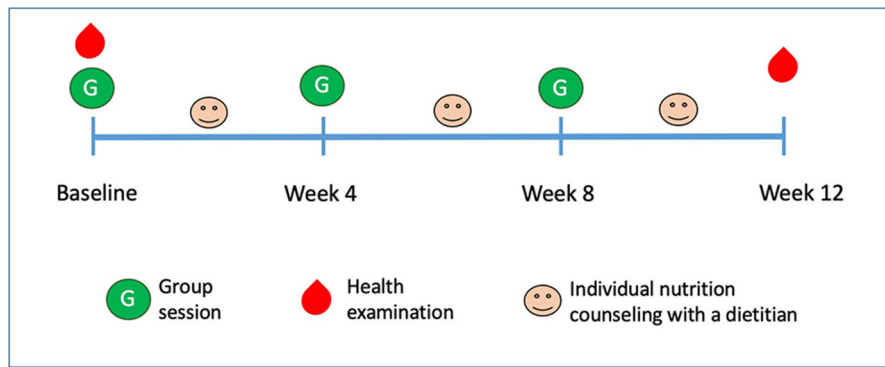 G
G
G
Baseline
Week 4
Week 8
Week 12
G
Group
session
Health
examination
Individual nutrition
counseling with a dietitian